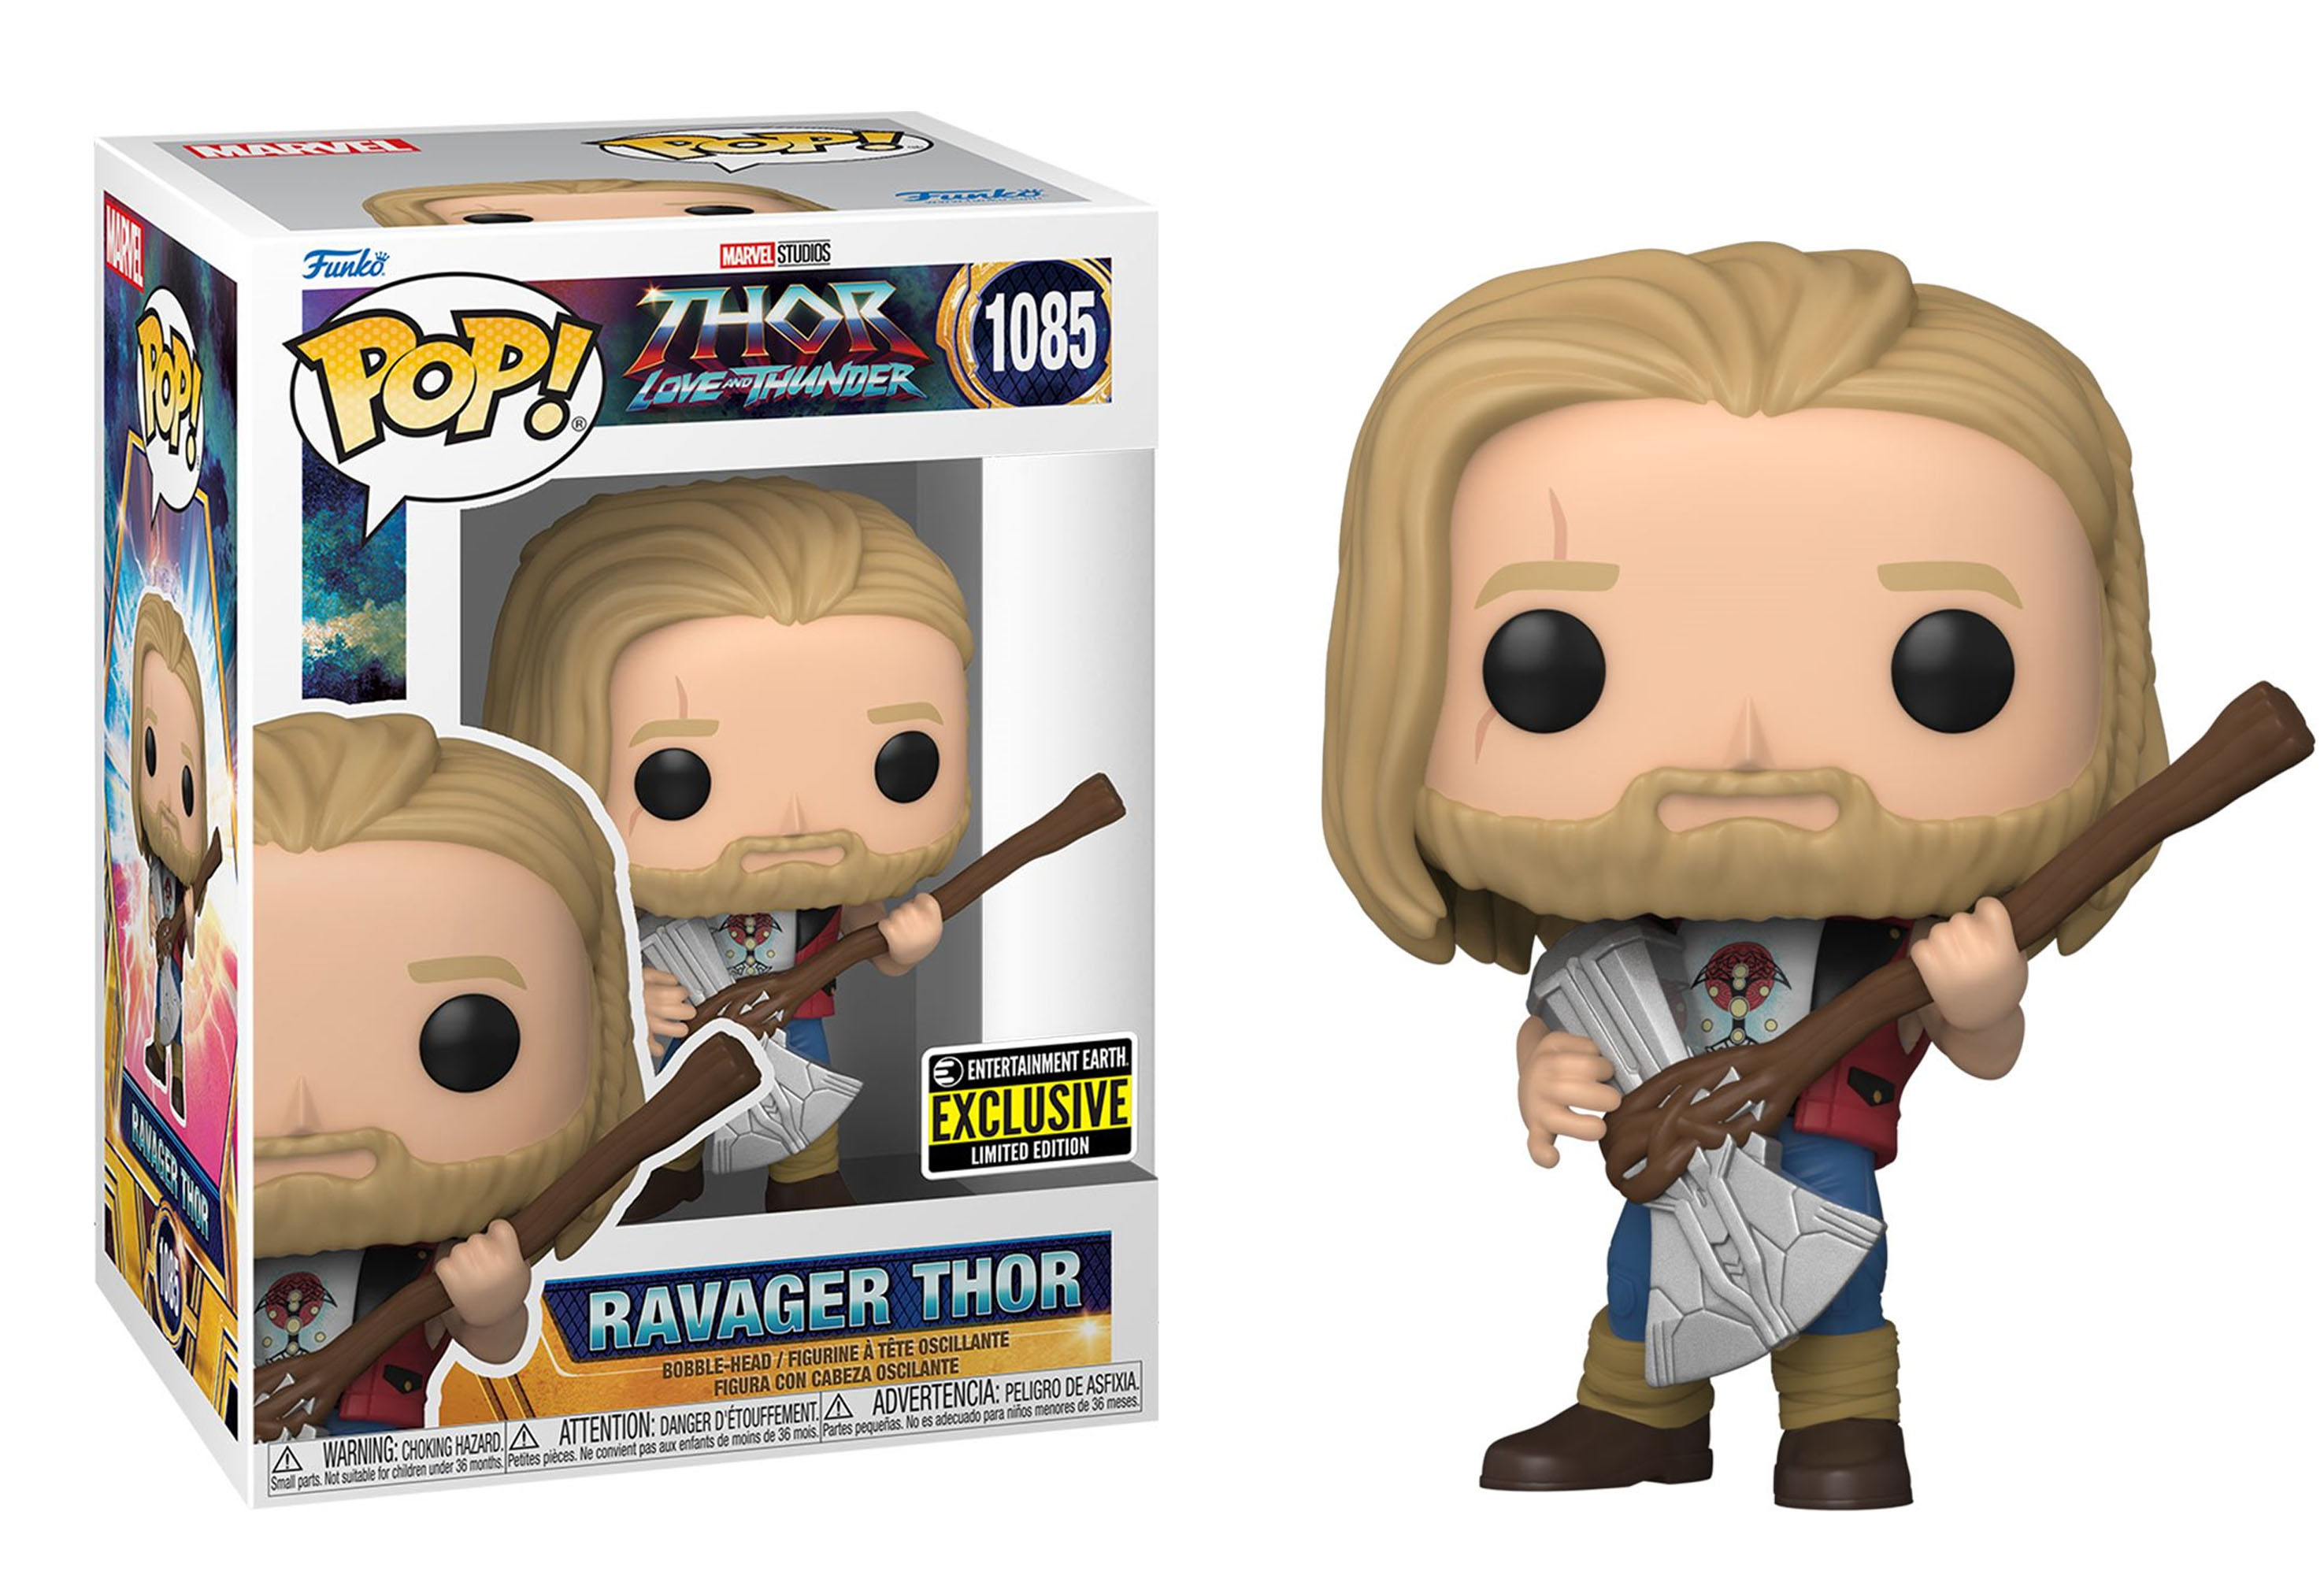 MARVEL
POP!
Funko
MARVEL
POP!
RAVAGER THOR
1085
Funko
MARVEL STUDIOS
POP!®
THOR
LOVE AND THUNDER
1085
ENTERTAINMENT EARTH
EXCLUSIVE
LIMITED EDITION
RAVAGER THOR
BOBBLE-HEAD / FIGURINE À TÊTE OSCILLANTE
FIGURA CON CABEZA OSCILANTE
WARNING: CHOKING HAZARD.
Small parts. Not suitable for children under 36 months.
ATTENTION: DANGER D'ÉTOUFFEMENT.
Petites pièces. Ne convient pas aux enfants de moins de 36 mois.
ADVERTENCIA: PELIGRO DE ASFIXIA.
Partes pequeñas. No es adecuado para niños menores de 36 meses.